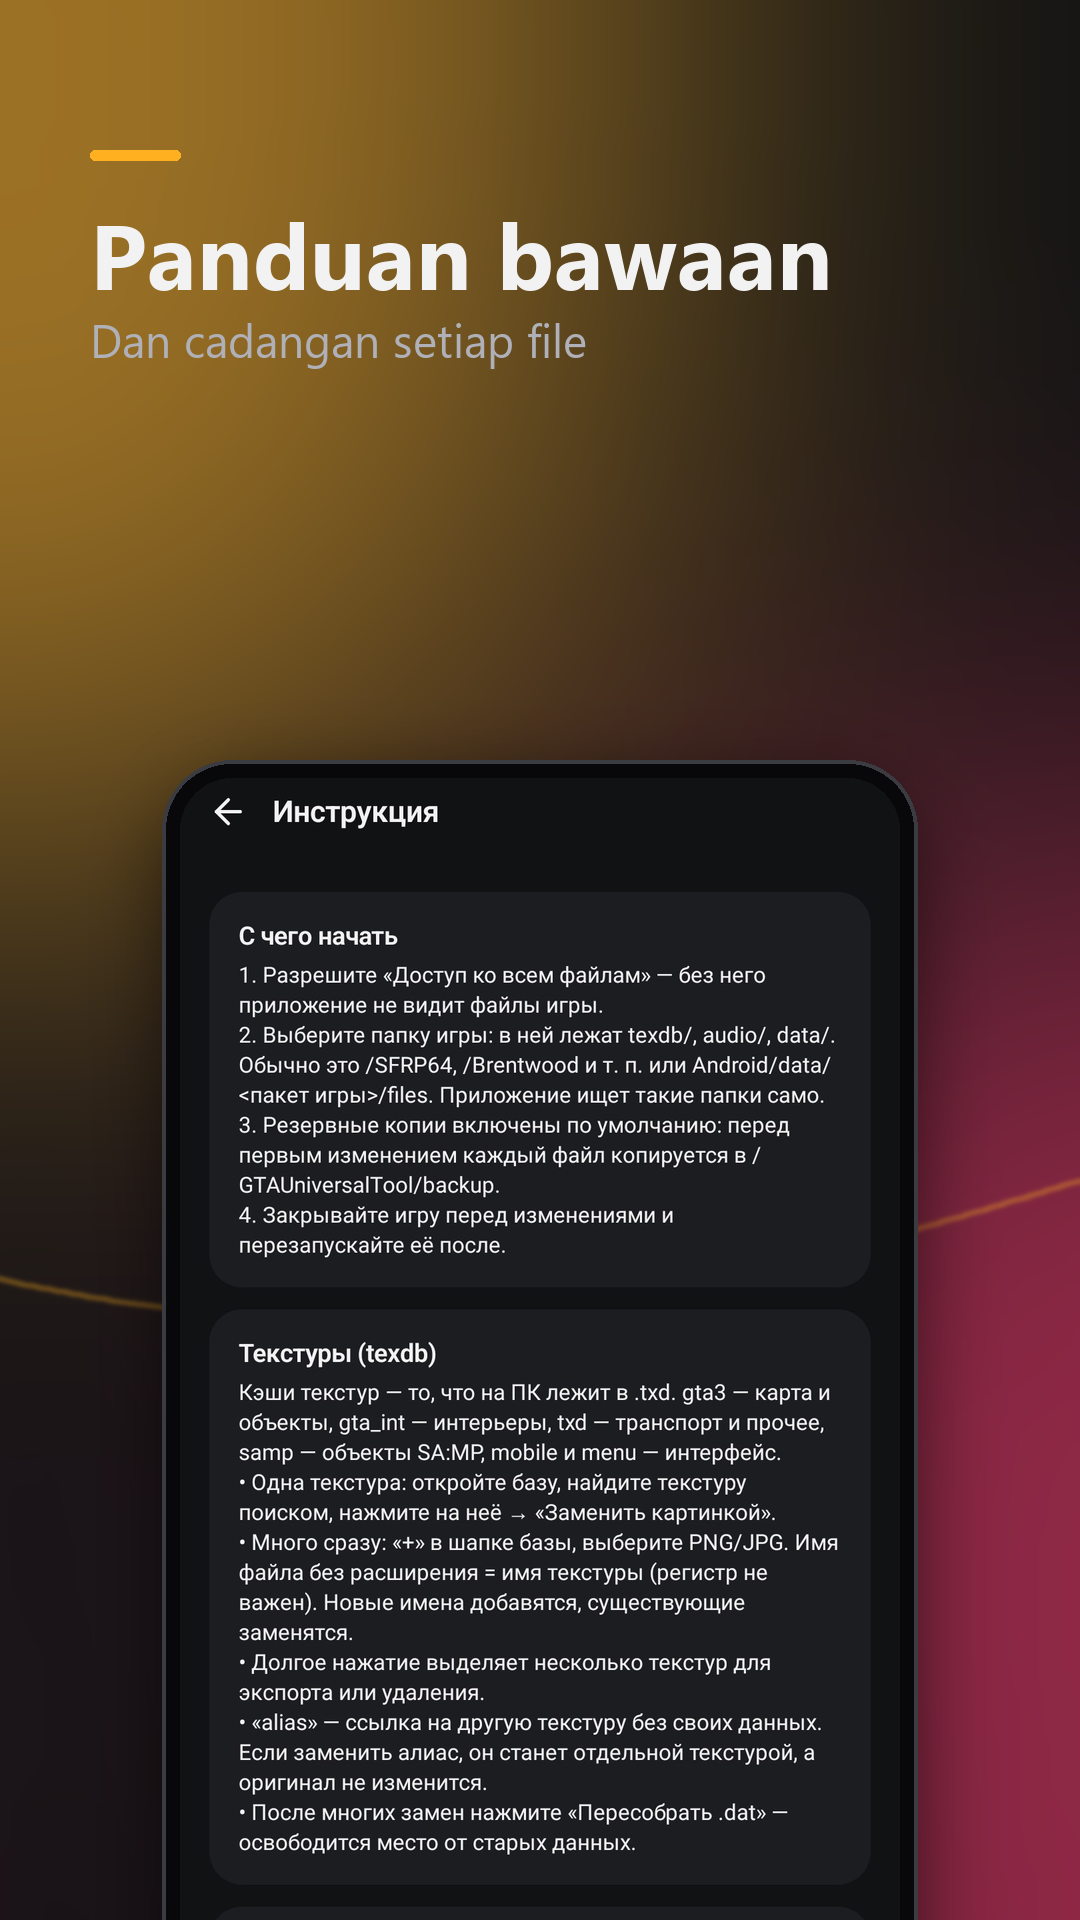 Panduan bawaan
Dan cadangan setiap file
Инструкция
С чего начать
1. Разрешите «Доступ ко всем файлам» — без него
приложение не видит файлы игры.
2. Выберите папку игры: в ней лежат texdb/, audio/, data/.
Обычно это /SFRP64, /Brentwood и т. п. или Android/data/
<пакет игры>/files. Приложение ищет такие папки само.
3. Резервные копии включены по умолчанию: перед
первым изменением каждый файл копируется в /
GTAUniversalTool/backup.
4. Закрывайте игру перед изменениями и
перезапускайте её после.
Текстуры (texdb)
Кэши текстур — то, что на ПК лежит в .txd. gta3 — карта и
объекты, gta_int — интерьеры, txd — транспорт и прочее,
samp — объекты SA:MP, mobile и menu — интерфейс.
• Одна текстура: откройте базу, найдите текстуру
поиском, нажмите на неё → «Заменить картинкой».
• Много сразу: «+» в шапке базы, выберите PNG/JPG. Имя
файла без расширения = имя текстуры (регистр не
важен). Новые имена добавятся, существующие
заменятся.
• Долгое нажатие выделяет несколько текстур для
экспорта или удаления.
• «alias» — ссылка на другую текстуру без своих данных.
Если заменить алиас, он станет отдельной текстурой, а
оригинал не изменится.
• После многих замен нажмите «Пересобрать .dat» —
освободится место от старых данных.